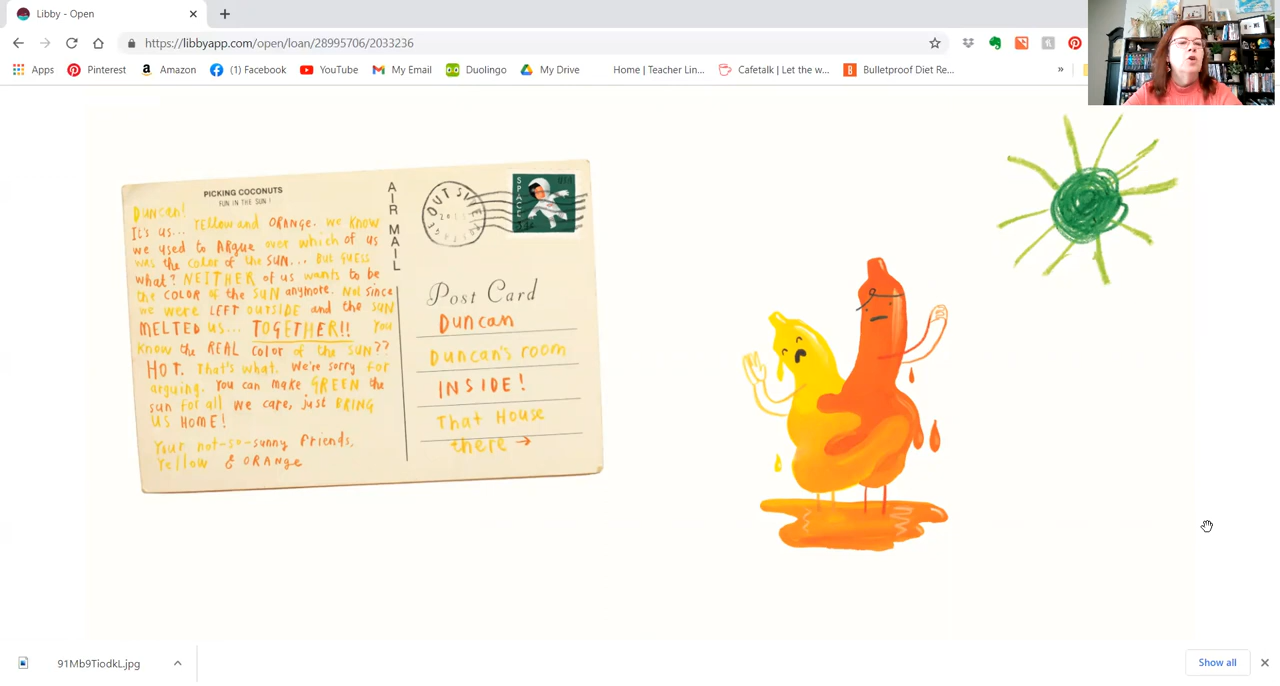 Libby - Open
https://libbyapp.com/open/loan/28995706/2033236
Apps
Pinterest
Amazon
(1) Facebook
YouTube
My Email
Duolingo
My Drive
Home | Teacher Lin...
Cafetalk | Let the w...
Bulletproof Diet Re...
»
PICKING COCONUTS
FUN IN THE SUN!
Duncan!
It's us... Yellow and ORANGE. We know
we used to Argue over which of us
was the color of the SUN... But GUESS
what? NEITHER of us wants to be
the COLOR of the SUN anymore. Not since
we were LEFT OUTSIDE and the SUN
MELTED us... TOGETHER!! You
know the REAL color of the SUN??
HOT. That's what. We're sorry for
arguing. You can make GREEN the
sun for all we care, just BRING
US HOME!
Your not-so-sunny friends,
Yellow & ORANGE
AIR MAIL
SPACE
Post Card
Duncan
Duncan's room
INSIDE!
That House
there →
91Mb9TiodkL.jpg
Show all